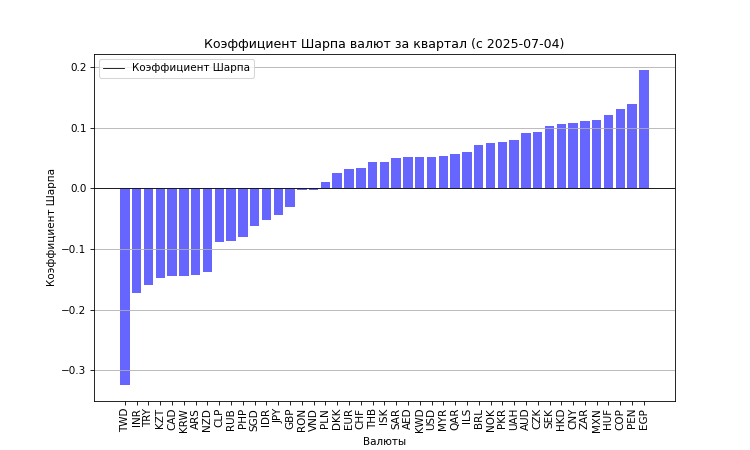 Коэффициент Шарпа валют за квартал (с 2025-07-04)
Коэффициент Шарпа
0.2
0.1
0.0
−0.1
−0.2
−0.3
Коэффициент Шарпа
TWD
INR
TRY
KZT
CAD
KRW
ARS
NZD
CLP
RUB
PHP
SGD
IDR
JPY
GBP
RON
VND
PLN
DKK
EUR
CHF
THB
ISK
SAR
AED
KWD
USD
MYR
QAR
ILS
BRL
NOK
PKR
UAH
AUD
CZK
SEK
HKD
CNY
ZAR
MXN
HUF
COP
PEN
EGP
Валюты